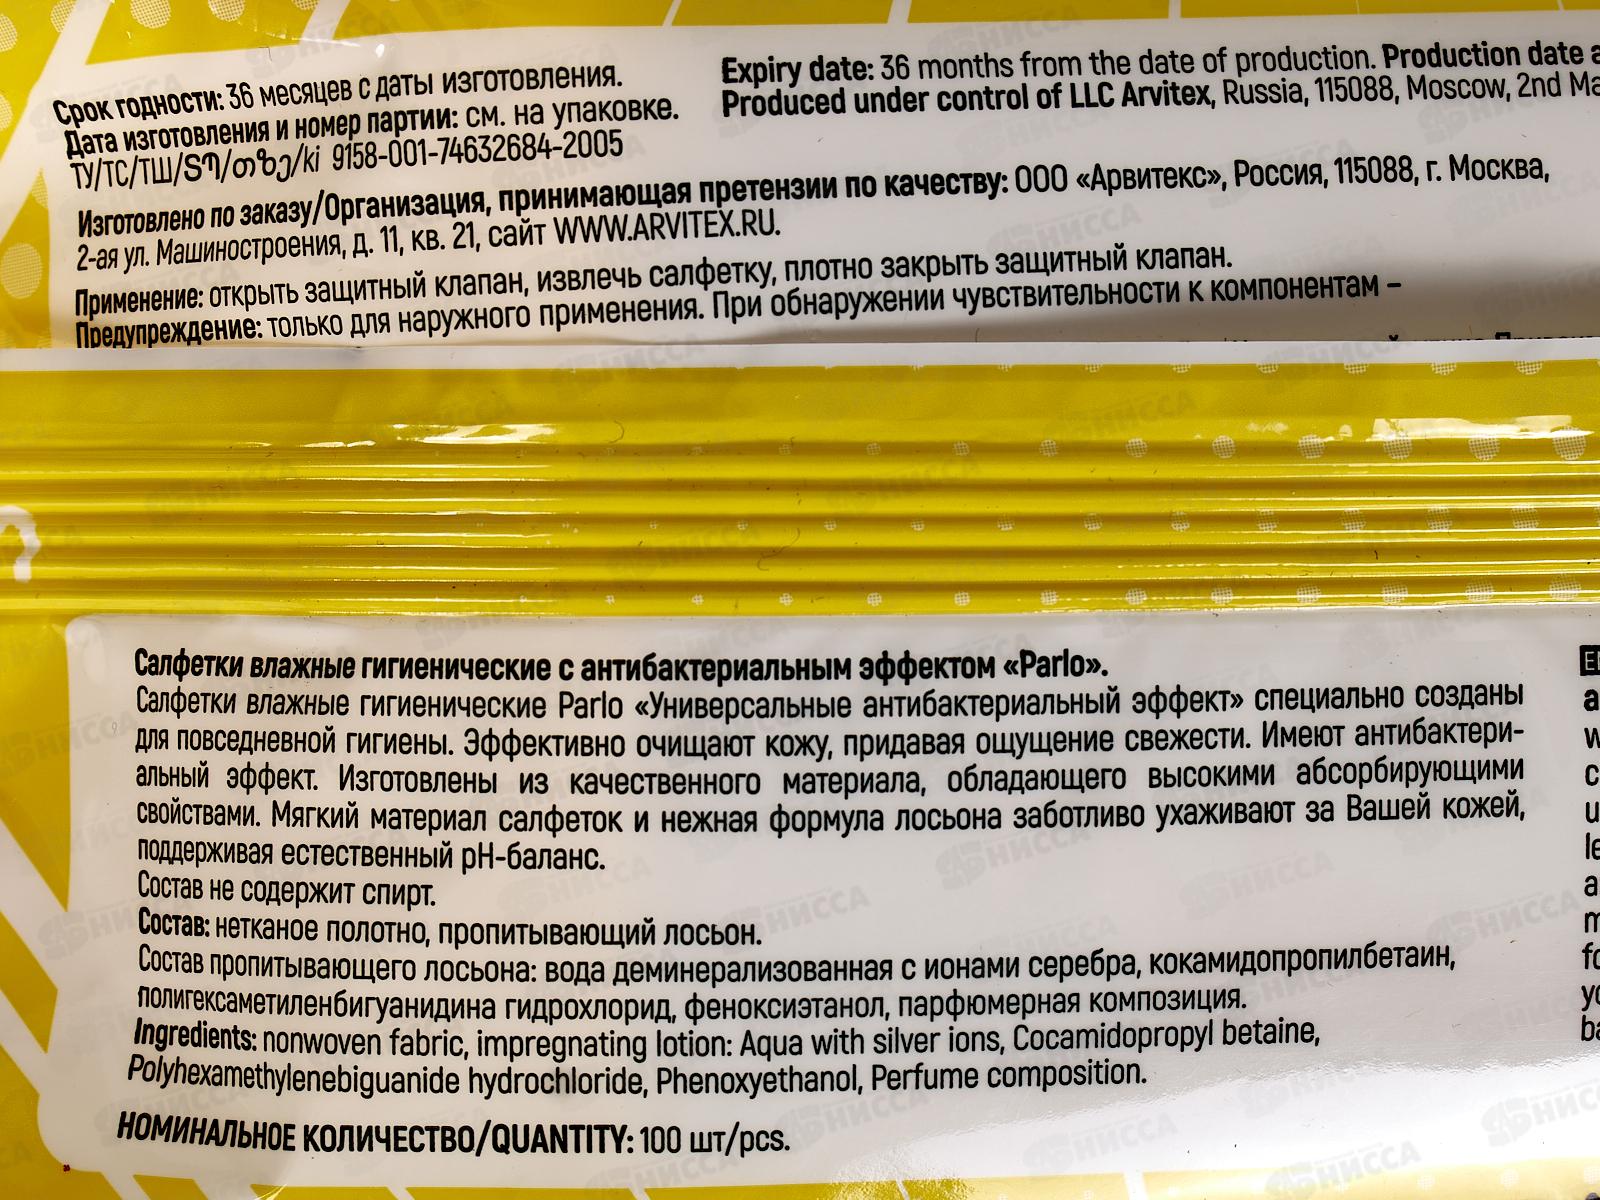 Срок годности: 36 месяцев с даты изготовления.
Дата изготовления и номер партии: см. на упаковке.
ТУ/ТС/ТШ/ՏՊ/თზე/ki 9158-001-74632684-2005
Expiry date: 36 months from the date of production. Production date
Produced under control of LLC Arvitex, Russia, 115088, Moscow, 2nd
Изготовлено по заказу/Организация, принимающая претензии по качеству: ООО «Арвитекс», Россия, 115088, г. Москва,
2-ая ул. Машиностроения, д. 11, кв. 21, сайт WWW.ARVITEX.RU.
Применение: открыть защитный клапан, извлечь салфетку, плотно закрыть защитный клапан.
Предупреждение: только для наружного применения. При обнаружении чувствительности к компонентам –
Салфетки влажные гигиенические с антибактериальным эффектом «Parlo».
Салфетки влажные гигиенические Parlo «Универсальные антибактериальный эффект» специально созданы
для повседневной гигиены. Эффективно очищают кожу, придавая ощущение свежести. Имеют антибактери-
альный эффект. Изготовлены из качественного материала, обладающего высокими абсорбирующими
свойствами. Мягкий материал салфеток и нежная формула лосьона заботливо ухаживают за Вашей кожей,
поддерживая естественный pH-баланс.
Состав не содержит спирт.
Состав: нетканое полотно, пропитывающий лосьон.
Состав пропитывающего лосьона: вода деминерализованная с ионами серебра, кокамидопропилбетаин,
полигексаметиленбигуанидина гидрохлорид, феноксиэтанол, парфюмерная композиция.
Ingredients: nonwoven fabric, impregnating lotion: Aqua with silver ions, Cocamidopropyl betaine,
Polyhexamethylenebiguanide hydrochloride, Phenoxyethanol, Perfume composition.
НОМИНАЛЬНОЕ КОЛИЧЕСТВО/QUANTITY: 100 шт/pcs.